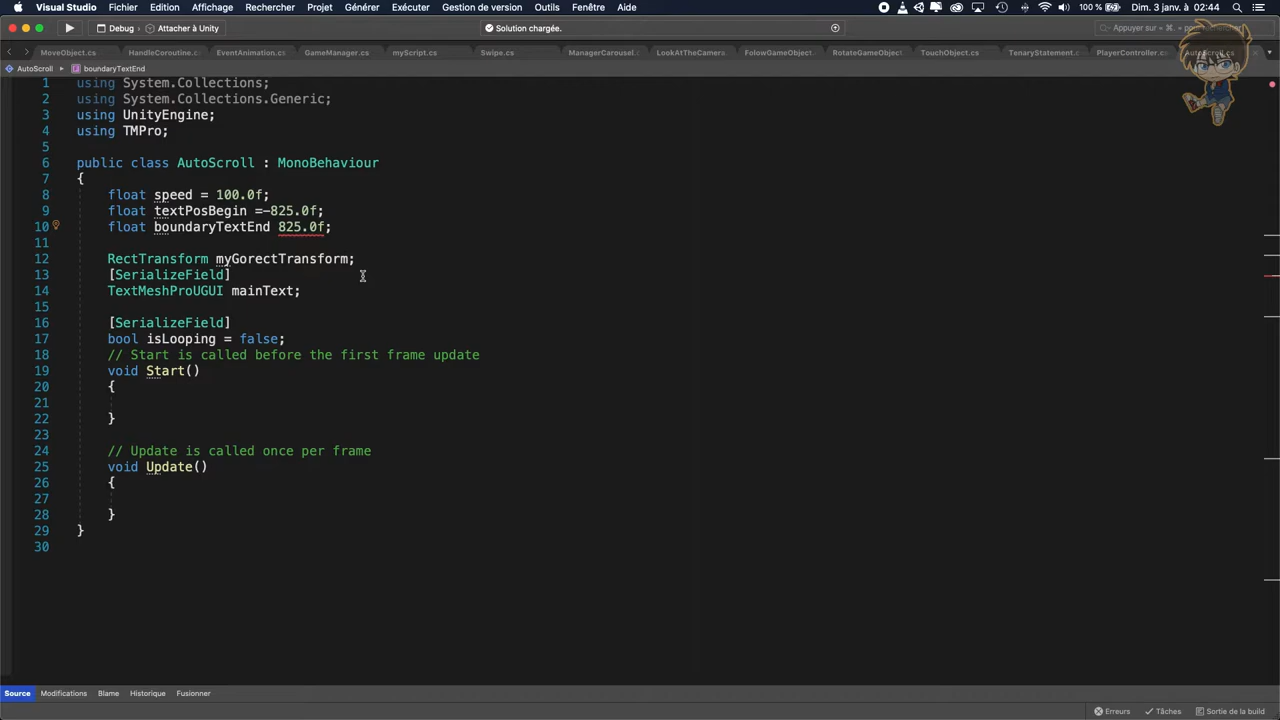 Visual Studio Fichier Edition Affichage Rechercher Projet Générer Exécuter Gestion de version Outils Fenêtre Aide 100 % Dim. 3 janv. à 02:44
Debug Attacher à Unity Solution chargée.
MoveObject.cs HandleCoroutine.cs EventAnimation.cs GameManager.cs myScript.cs Swipe.cs ManagerCarousel.c LookAtTheCamera FolowGameObject. RotateGameObject TouchObject.cs TenaryStatement.c PlayerController.cs
AutoScroll boundaryTextEnd
1 using System.Collections;
2 using System.Collections.Generic;
3 using UnityEngine;
4 using TMPro;
5
6 public class AutoScroll : MonoBehaviour
7 {
8 float speed = 100.0f;
9 float textPosBegin =-825.0f;
10 float boundaryTextEnd 825.0f;
11
12 RectTransform myGorectTransform;
13 [SerializeField]
14 TextMeshProUGUI mainText;
15
16 [SerializeField]
17 bool isLooping = false;
18 // Start is called before the first frame update
19 void Start()
20 {
21
22 }
23
24 // Update is called once per frame
25 void Update()
26 {
27
28 }
29 }
30
Source Modifications Blame Historique Fusionner
Erreurs Tâches Sortie de la build